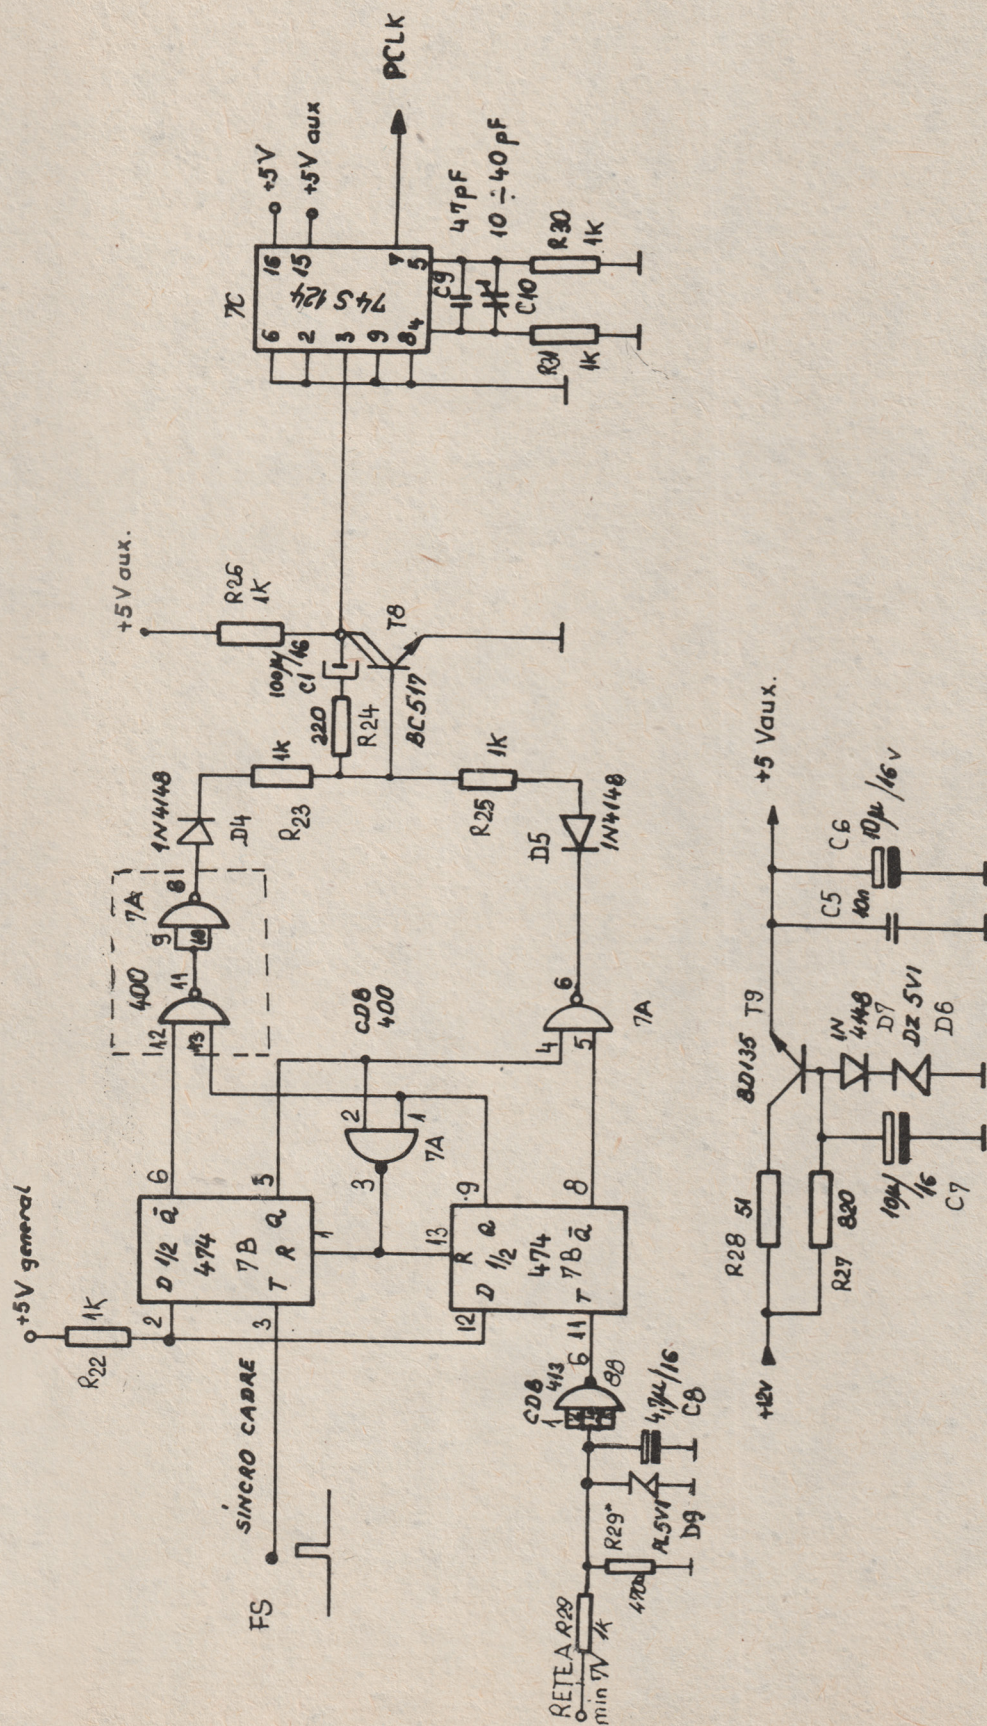 +5V general
R22
1K
2
3
D 1/2 Q̄
474
7B
T R Q
6
5
1
SINCRO CADRE
FS
12
13
400
11
7A
9
10
8
1N4148
D4
R23
1K
+5V aux.
R26
1K
100µ/16
C1
220
R24
T8
BC517
R25
1K
D5
1N4148
CDB
400
2
1
3
7A
4
5
6
7A
13
9
12
11
8
R Q
D 1/2
474
7B Q̄
T
RETEA R29
min 7V 1K
R29*
470Ω
PL5V1
D9
4,7µ/16
C8
CDB
413
1
6
8B
7C
74S124
16
15
7
5
6
2
3
9
8
4
+5V
+5V aux
PCLK
C9
47pF
C10
10÷40pF
R30
1K
R31
1K
+12V
R28
51
R27
820
BD135
T9
10µ/16
C7
1N
4148
D7
DZ 5V1
D6
C5
10n
C6
10µ/16V
+5 Vaux.